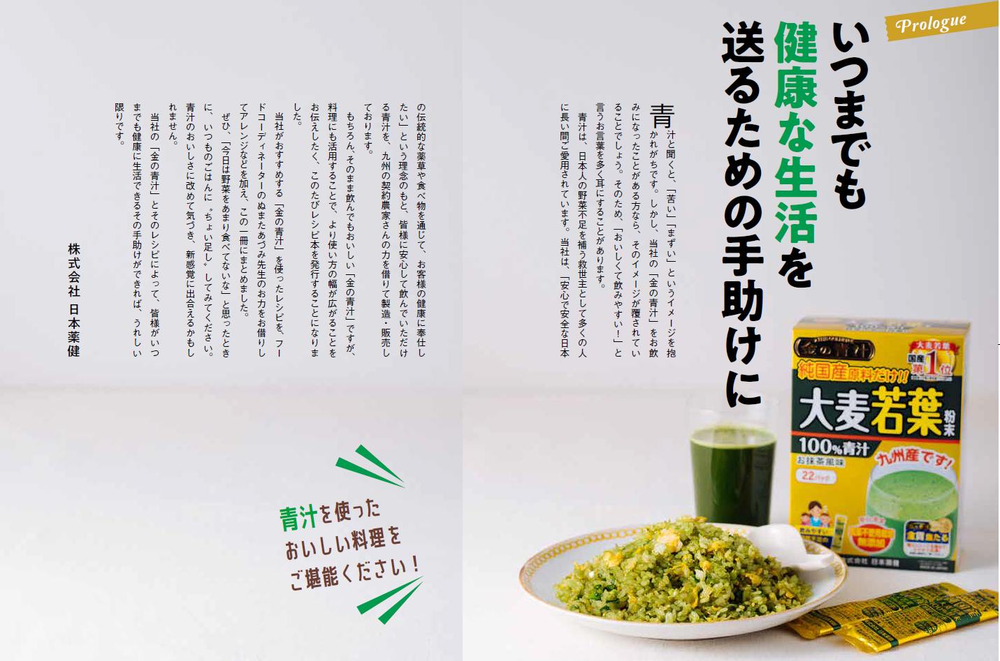 Prologue
いつまでも
健康な生活を
送るための手助けに
青汁と聞くと、「苦い」「まずい」というイメージを抱
かれがちです。しかし、当社の「金の青汁」をお飲
みになったことがある方なら、そのイメージが覆されてい
ることでしょう。そのため、「おいしくて飲みやすい！」と
言うお言葉を多く耳にすることがあります。
青汁は、日本人の野菜不足を補う救世主として多くの人
に長い間ご愛用されています。当社は、「安心で安全な日本
の伝統的な薬草や食べ物を通じて、お客様の健康に奉仕し
たい」という理念のもと、皆様に安心して飲んでいただけ
る青汁を、九州の契約農家さんの力を借りて製造・販売し
ております。
もちろん、そのまま飲んでもおいしい「金の青汁」ですが、
料理にも活用することで、より使い方の幅が広がることを
お伝えしたく、このたびレシピ本を発行することになりま
した。
当社がおすすめする「金の青汁」を使ったレシピを、フー
ドコーディネーターのぬまたあづみ先生のお力をお借りし
てアレンジなどを加え、この一冊にまとめました。
ぜひ、「今日は野菜をあまり食べてないな」と思ったとき
に、いつものごはんに〝ちょい足し〟してみてください。
青汁のおいしさに改めて気づき、新感覚に出合えるかもし
れません。
当社の「金の青汁」とそのレシピによって、皆様がいつ
までも健康に生活できるその手助けができれば、うれしい
限りです。
株式会社 日本薬健
青汁を使った
おいしい料理を
ご堪能ください！
金の青汁
大麦若葉
国産第1位
純国産原料だけ!!
大麦若葉粉末
100%青汁
お抹茶風味
22パック
九州産です!
株式会社 日本薬健